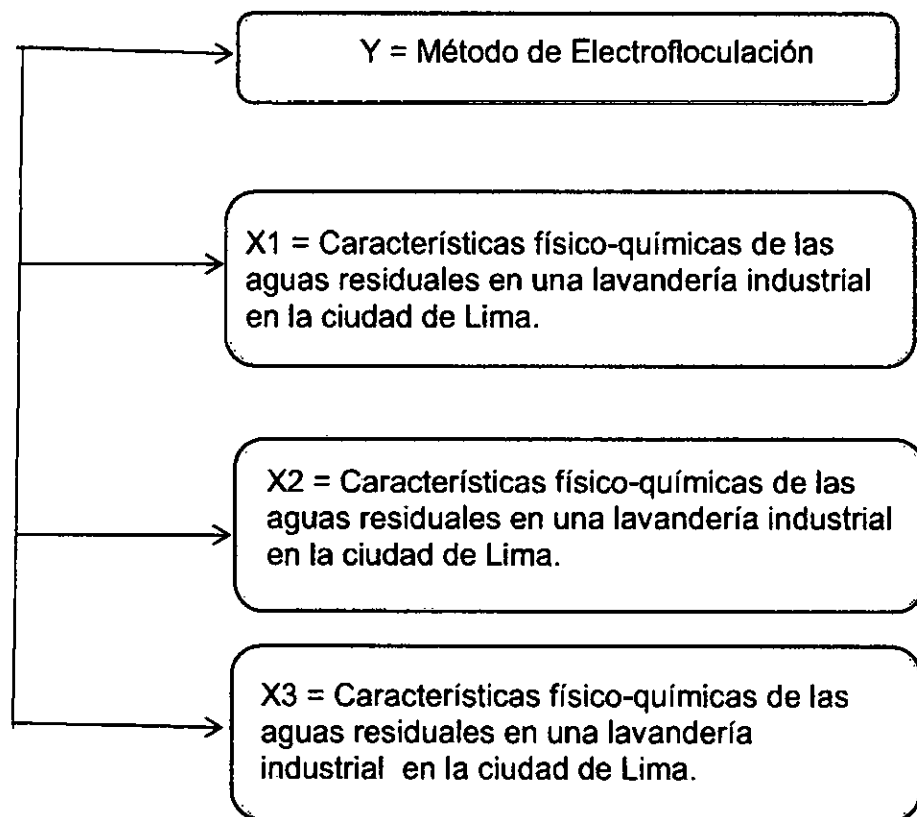 Y = Método de Electrofloculación
X1 = Características físico-químicas de las
aguas residuales en una lavandería industrial
en la ciudad de Lima.
X2 = Características físico-químicas de las
aguas residuales en una lavandería industrial
en la ciudad de Lima.
X3 = Características físico-químicas de las
aguas residuales en una lavandería
industrial en la ciudad de Lima.